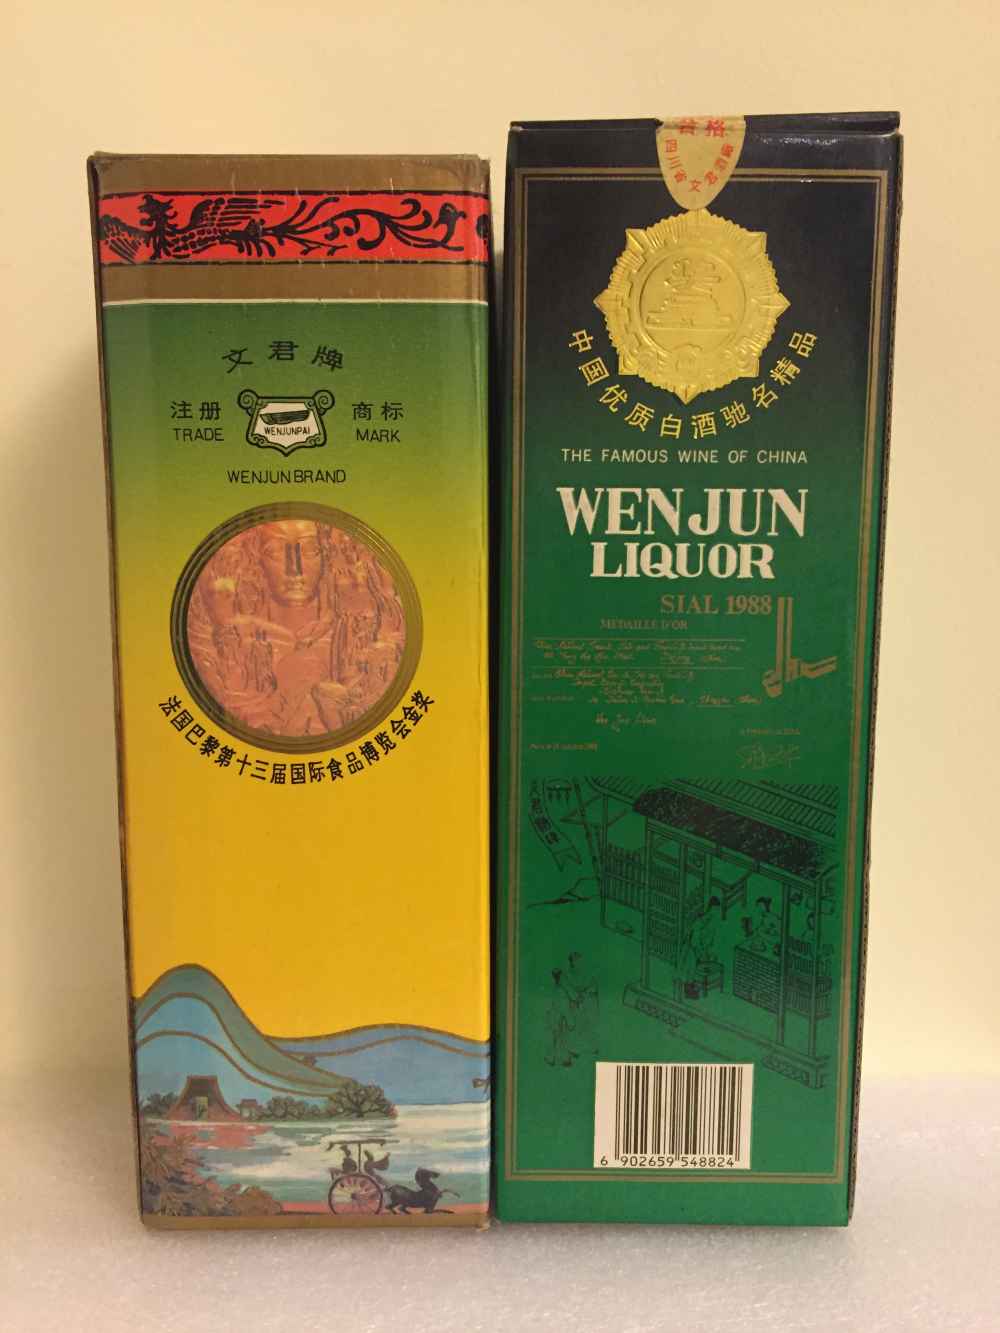 文君牌
注册 商标
TRADE MARK
WENJUNPAI
WENJUN BRAND
法国巴黎第十三届国际食品博览会金奖
合格
中国优质白酒驰名精品
THE FAMOUS WINE OF CHINA
WENJUN
LIQUOR
SIAL 1988
MEDAILLE D'OR
6 902659 548824